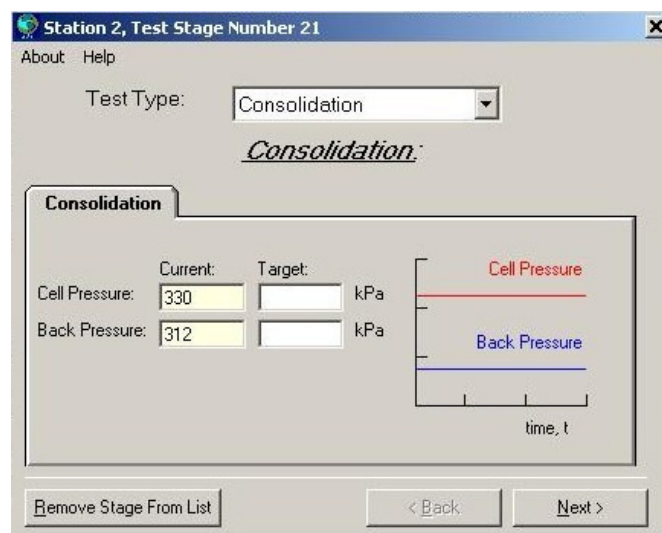 Station 2, Test Stage Number 21
About Help
Test Type: Consolidation
Consolidation:
Consolidation
Current: Target:
Cell Pressure: 330 kPa
Back Pressure: 312 kPa
Cell Pressure
Back Pressure
time, t
Remove Stage From List < Back Next >